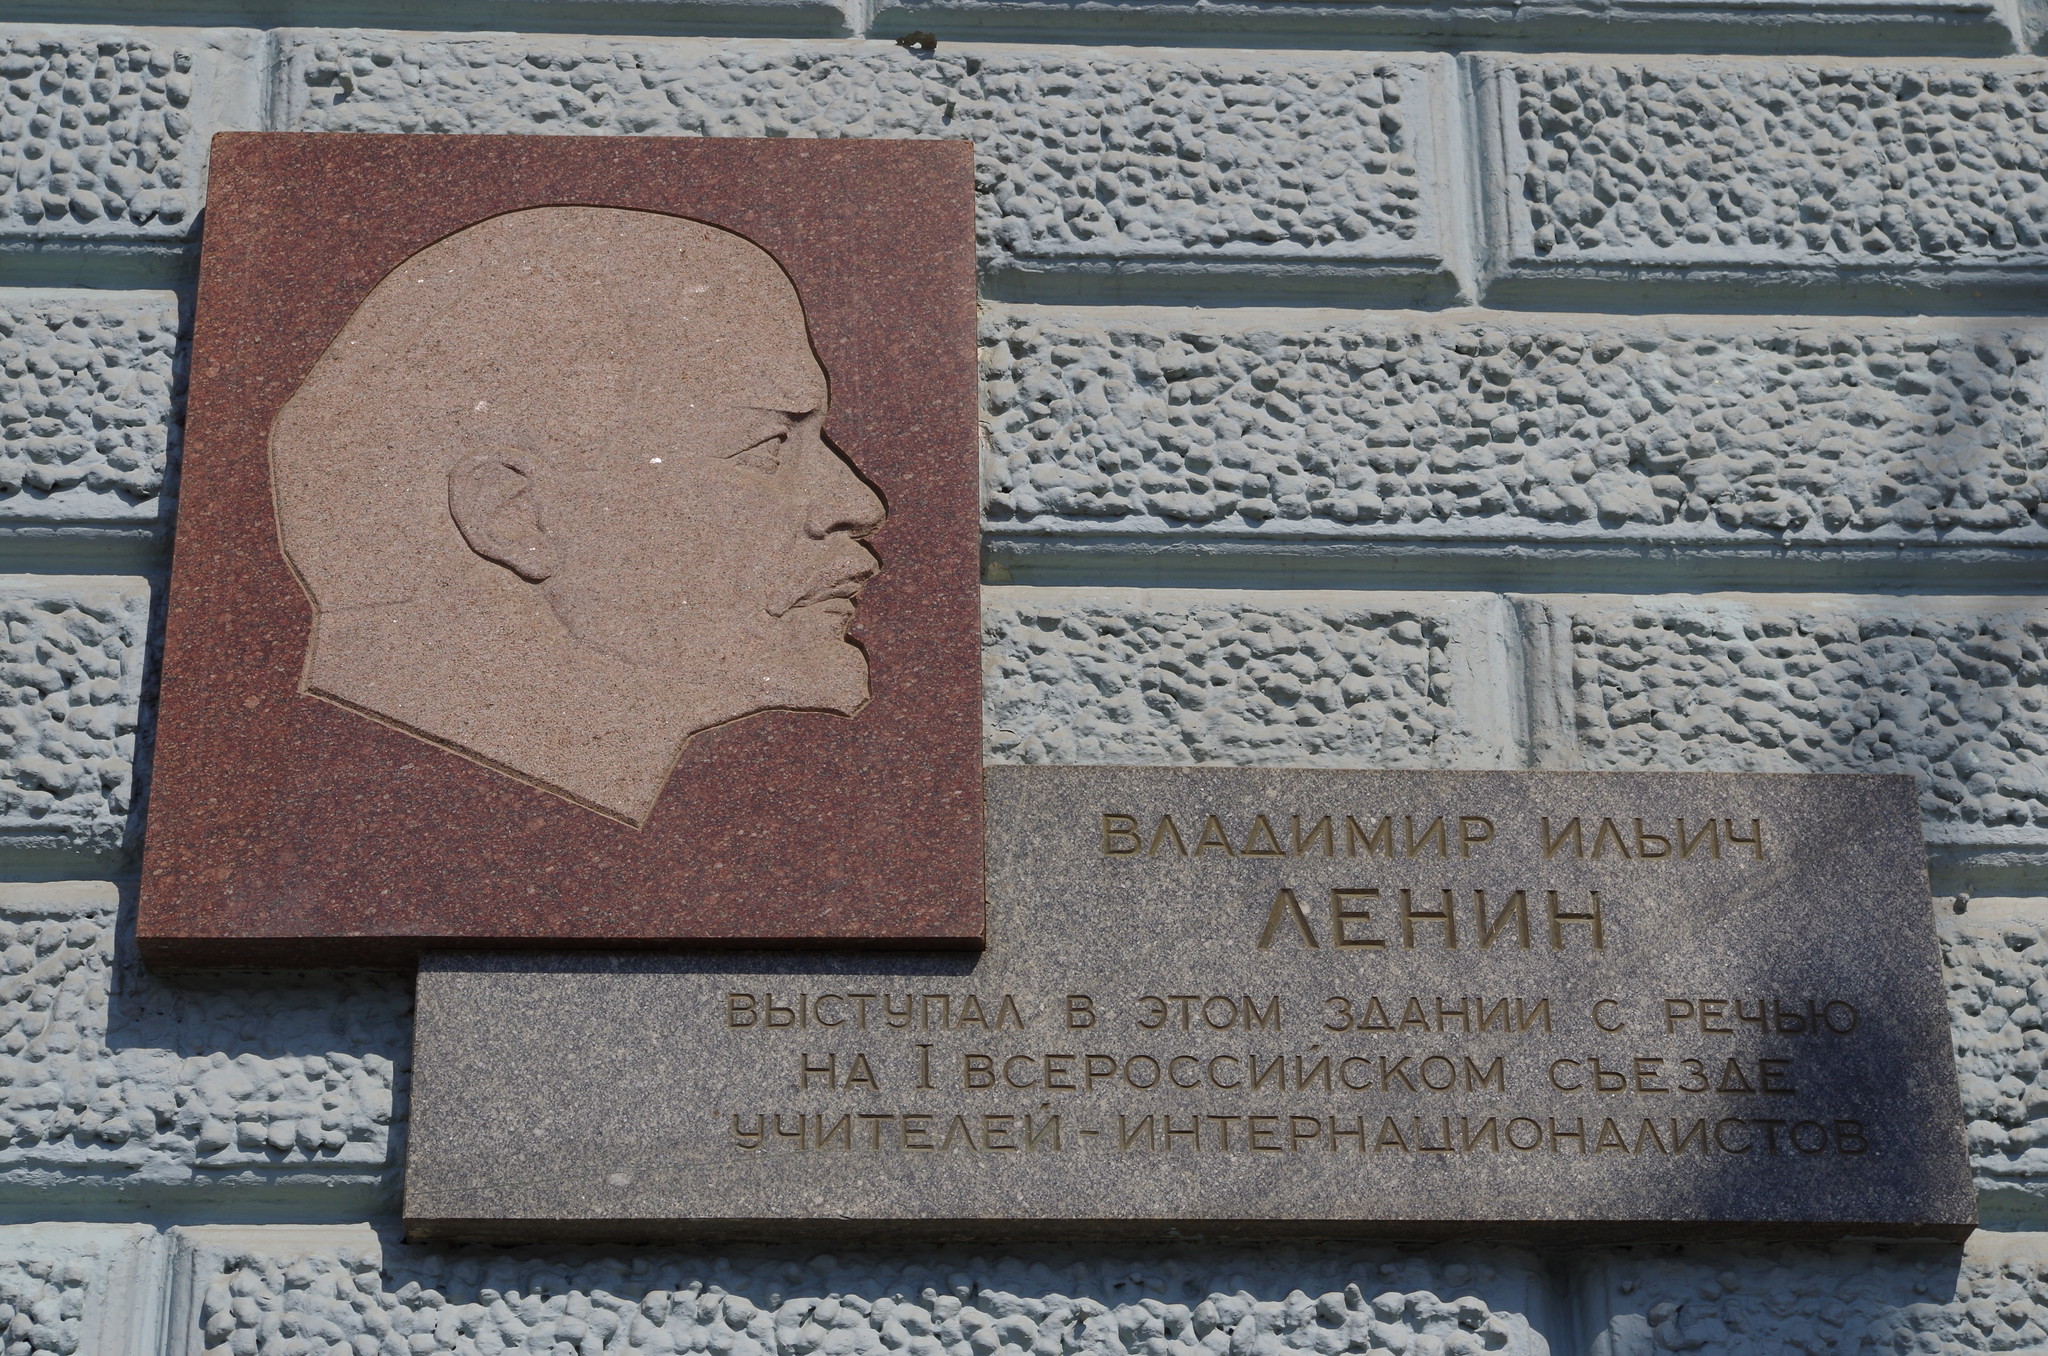 ВЛАДИМИР ИЛЬИЧ
ЛЕНИН
ВЫСТУПАЛ В ЭТОМ ЗДАНИИ С РЕЧЬЮ
НА I ВСЕРОССИЙСКОМ СЪЕЗДЕ
УЧИТЕЛЕЙ-ИНТЕРНАЦИОНАЛИСТОВ